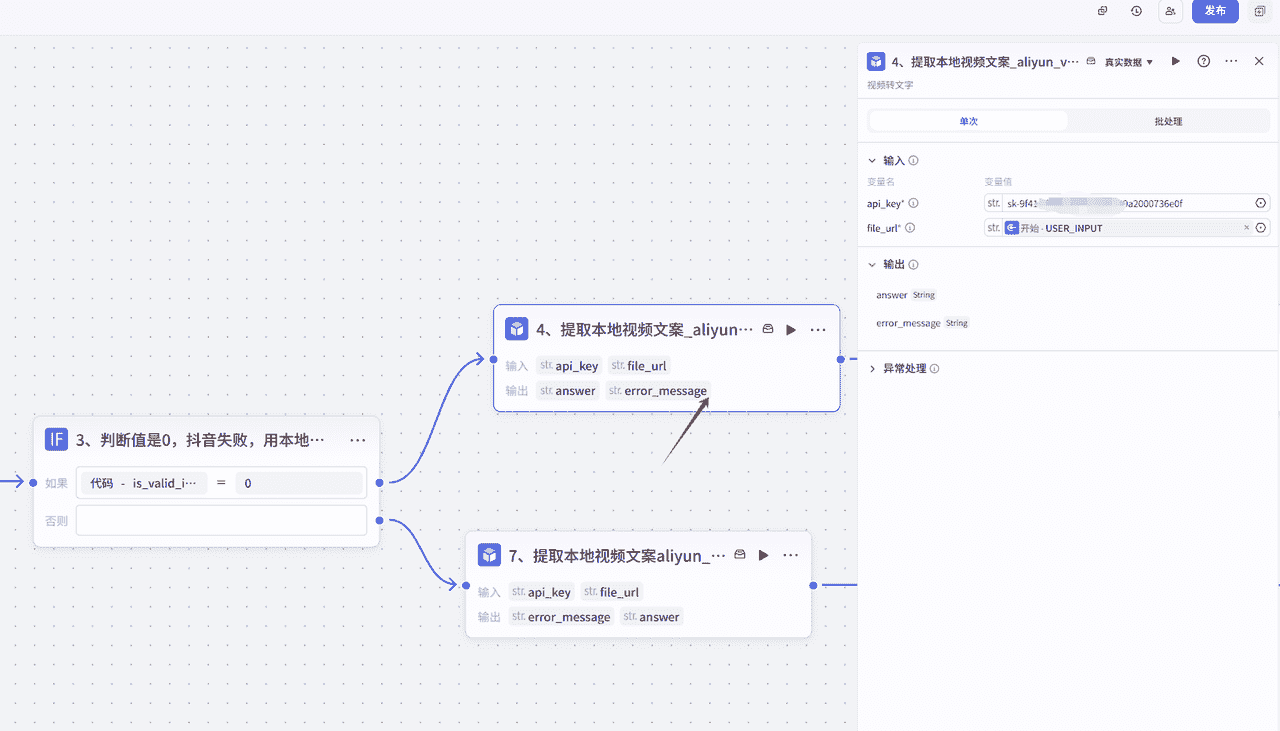 发布
IF 3、判断值是0，抖音失败，用本地… …
如果 代码 - is_valid_i… = 0
否则
4、提取本地视频文案_aliyun… …
输入 str. api_key str. file_url
输出 str. answer str. error_message
7、提取本地视频文案aliyun_… …
输入 str. api_key str. file_url
输出 str. error_message str. answer
4、提取本地视频文案_aliyun_v… 真实数据
视频转文字
单次 批处理
输入
变量名 变量值
api_key* str. sk-9f41 a2000736e0f
file_url* str. 开始 - USER_INPUT
输出
answer String
error_message String
异常处理